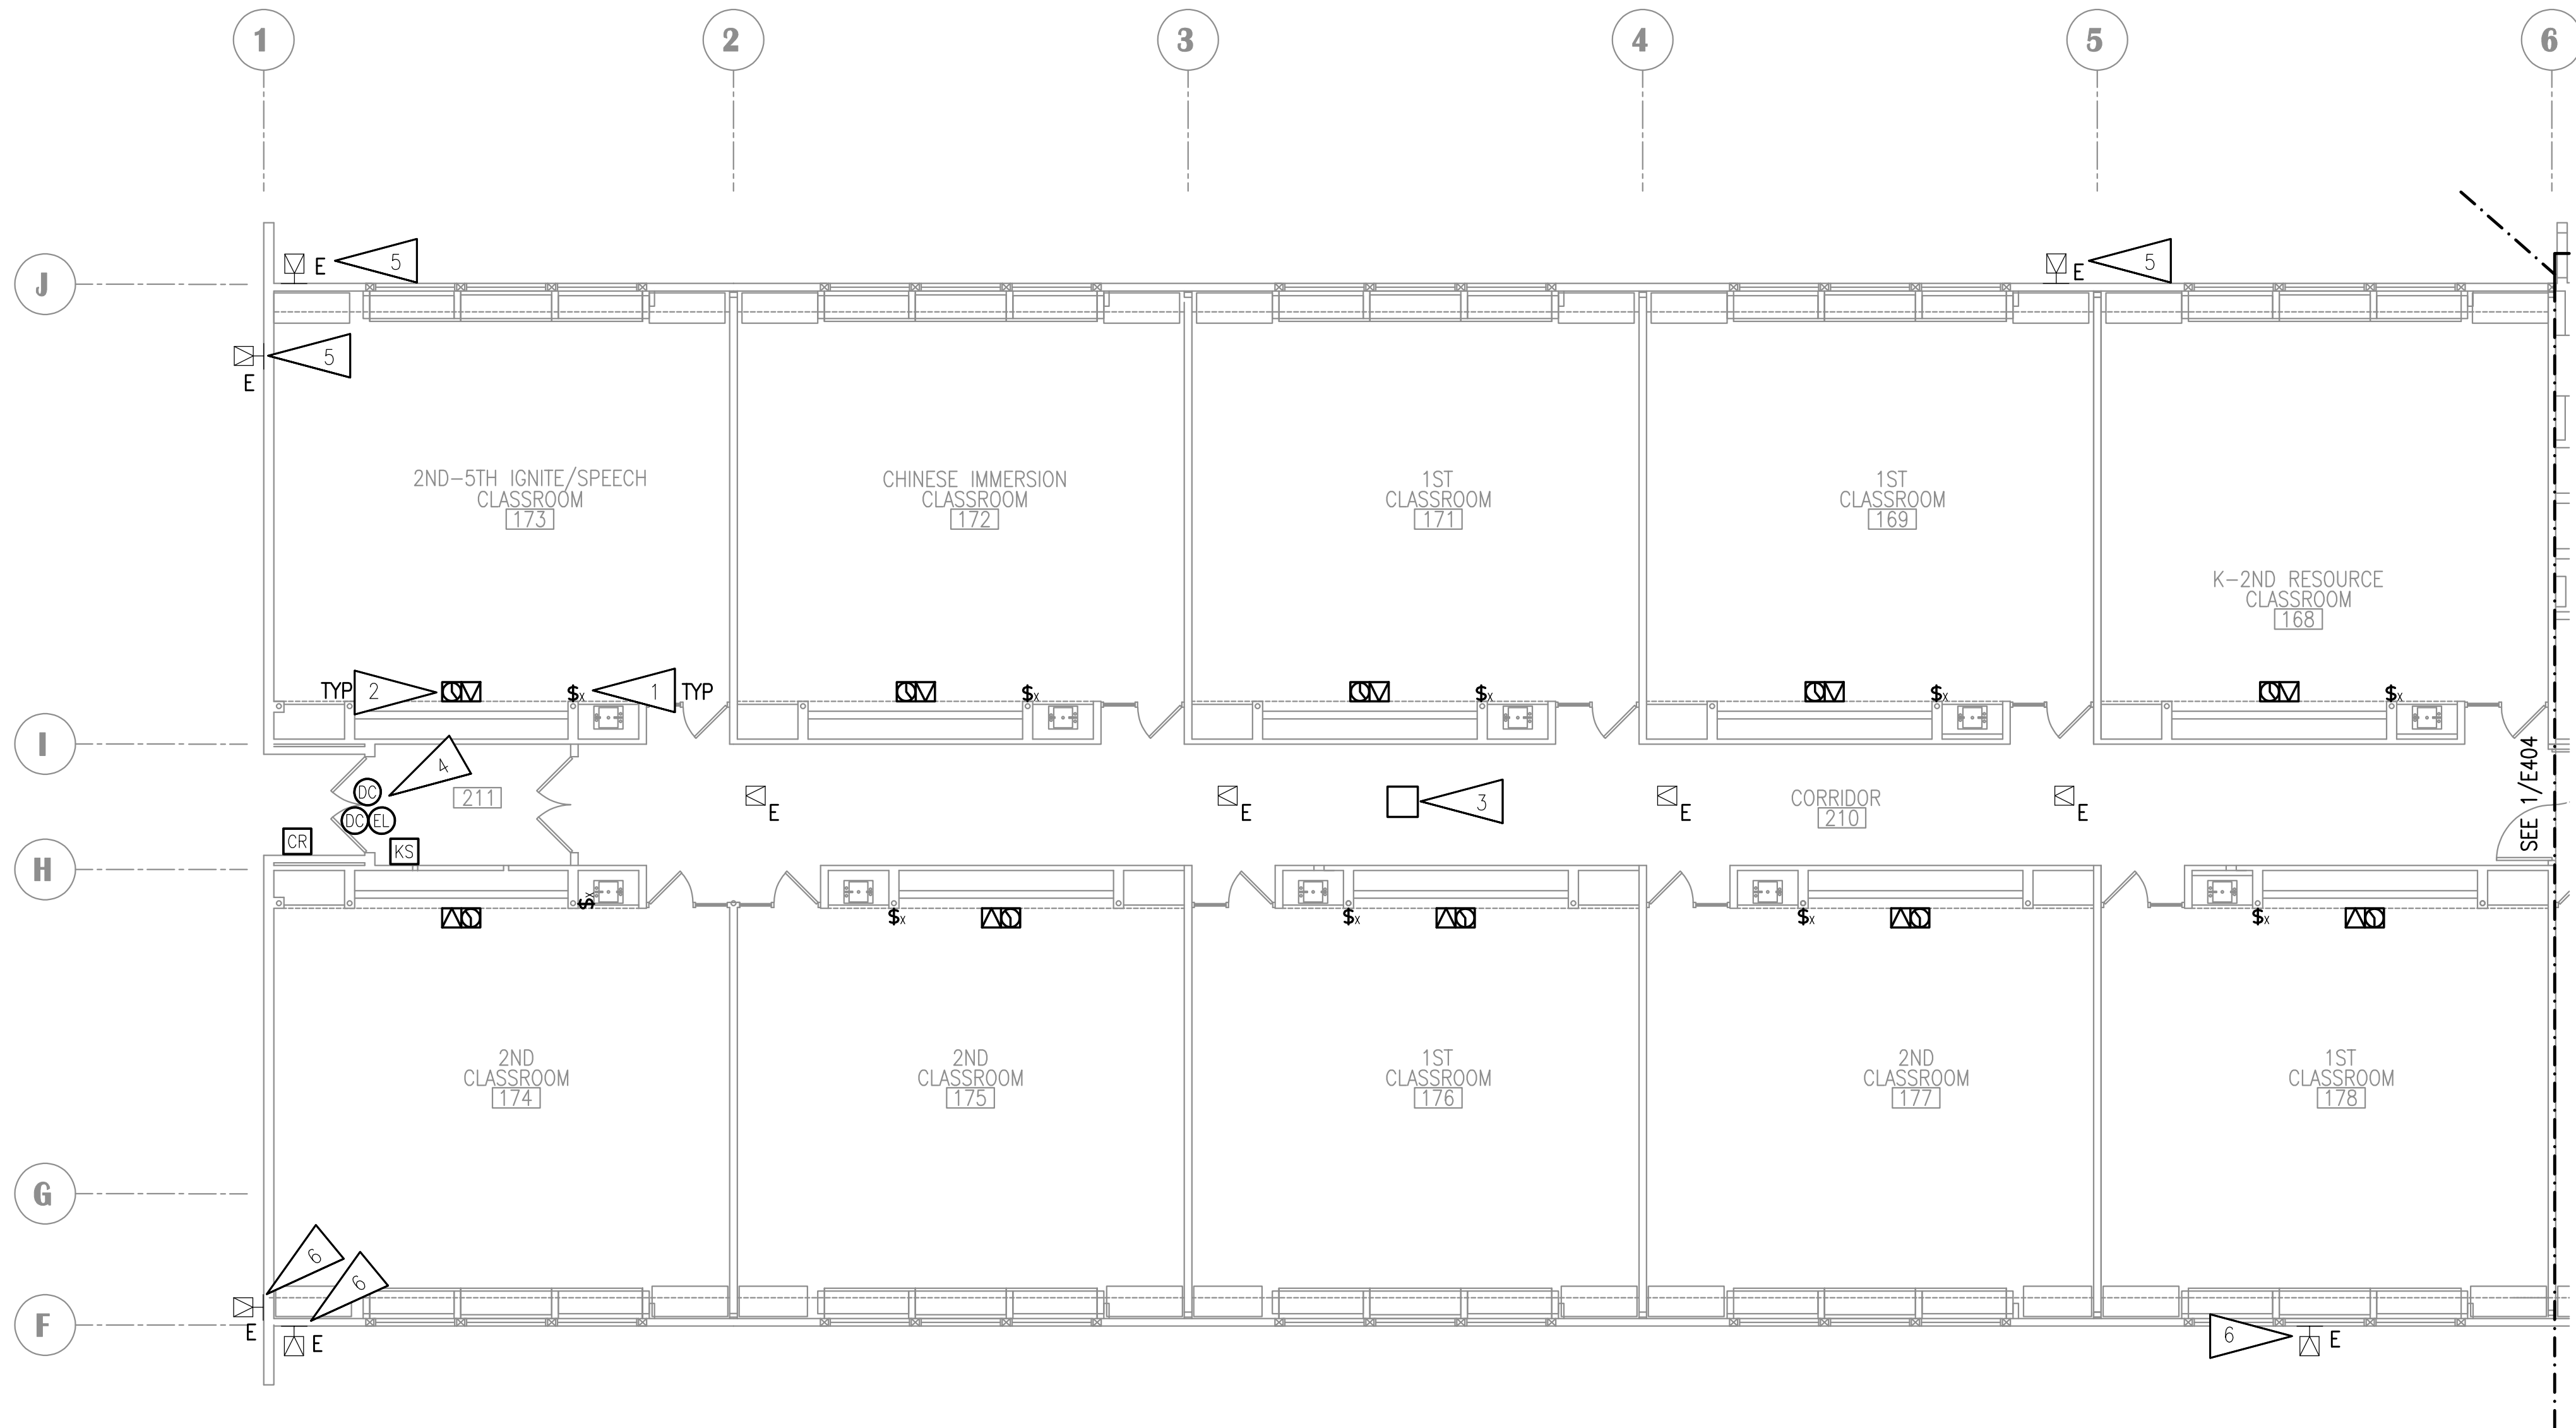 1 2 3 4 5 6
E 5 E 5
J
5
E
2ND-5TH IGNITE/SPEECH
CLASSROOM
173
CHINESE IMMERSION
CLASSROOM
172
1ST
CLASSROOM
171
1ST
CLASSROOM
169
K-2ND RESOURCE
CLASSROOM
168
TYP 2 $x 1 TYP $x $x $x $x
I
4
DC
DC EL
CR
KS
211
E
E
3
E
CORRIDOR
210
E
SEE 1/E404
H
$x $x $x $x $x
2ND
CLASSROOM
174
2ND
CLASSROOM
175
1ST
CLASSROOM
176
2ND
CLASSROOM
177
1ST
CLASSROOM
178
G
6
6
F
E
E
6 E